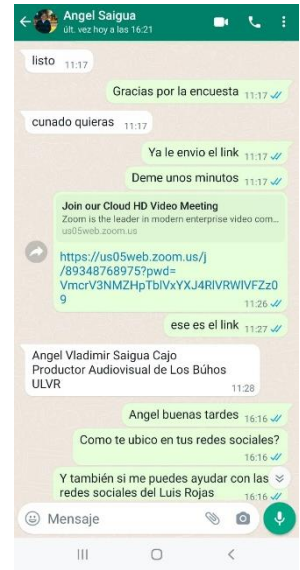 Angel Saigua
últ. vez hoy a las 16:21
listo 11:17
Gracias por la encuesta 11:17
cunado quieras 11:17
Ya le envio el link 11:17
Deme unos minutos 11:17
Join our Cloud HD Video Meeting
Zoom is the leader in modern enterprise video com...
us05web.zoom.us
https://us05web.zoom.us/j
/89348768975?pwd=
VmcrV3NMZHpTblVxYXJ4RlVRWlVFZz0
9 11:26
ese es el link 11:27
Angel Vladimir Saigua Cajo
Productor Audiovisual de Los Búhos
ULVR 11:28
Angel buenas tardes 16:16
Como te ubico en tus redes sociales?
16:16
Y también si me puedes ayudar con las
redes sociales del Luis Rojas 16:16
Mensaje